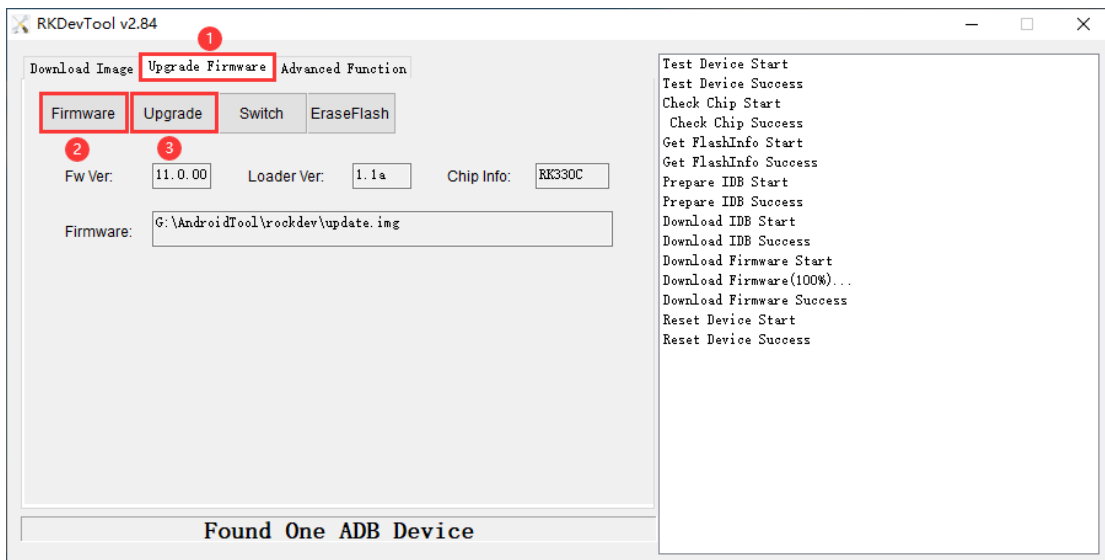 RKDevTool v2.84
1
Download Image Upgrade Firmware Advanced Function
Firmware Upgrade Switch EraseFlash
2 3
Fw Ver: 11.0.00 Loader Ver: 1.1a Chip Info: RK330C
Firmware: G:\AndroidTool\rockdev\update.img
Found One ADB Device
Test Device Start
Test Device Success
Check Chip Start
Check Chip Success
Get FlashInfo Start
Get FlashInfo Success
Prepare IDB Start
Prepare IDB Success
Download IDB Start
Download IDB Success
Download Firmware Start
Download Firmware(100%)...
Download Firmware Success
Reset Device Start
Reset Device Success